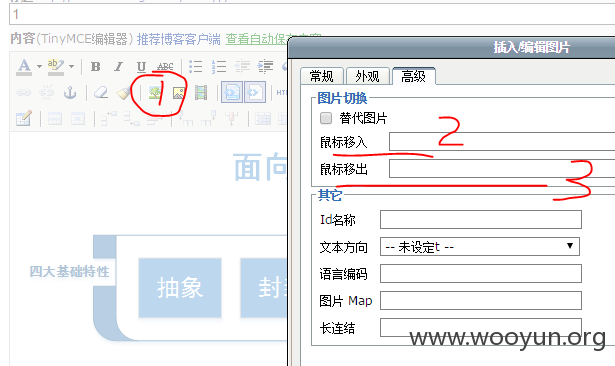 1
内容(TinyMCE编辑器) 推荐博客客户端 查看自动保存内容
插入/编辑图片
A ab B I U ABC
HTML
1
常规 外观 高级
图片切换
替代图片
鼠标移入
2
鼠标移出
3
面向
其它
Id名称
文本方向 -- 未设定t --
语言编码
图片 Map
长连结
四大基础特性
抽象
封
www.wooyun.org